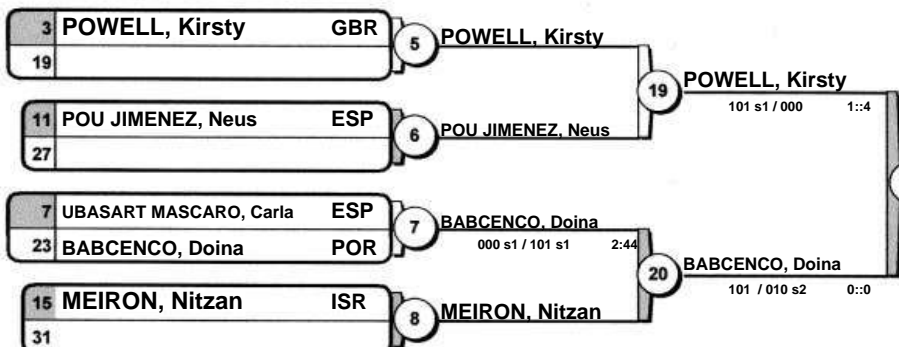 3 POWELL, Kirsty GBR
19
5 POWELL, Kirsty
11 POU JIMENEZ, Neus ESP
27
6 POU JIMENEZ, Neus
19 POWELL, Kirsty
101 s1 / 000 1::4
7 UBASART MASCARO, Carla ESP
23 BABCENCO, Doina POR
7 BABCENCO, Doina
000 s1 / 101 s1 2:44
15 MEIRON, Nitzan ISR
31
8 MEIRON, Nitzan
20 BABCENCO, Doina
101 / 010 s2 0::0